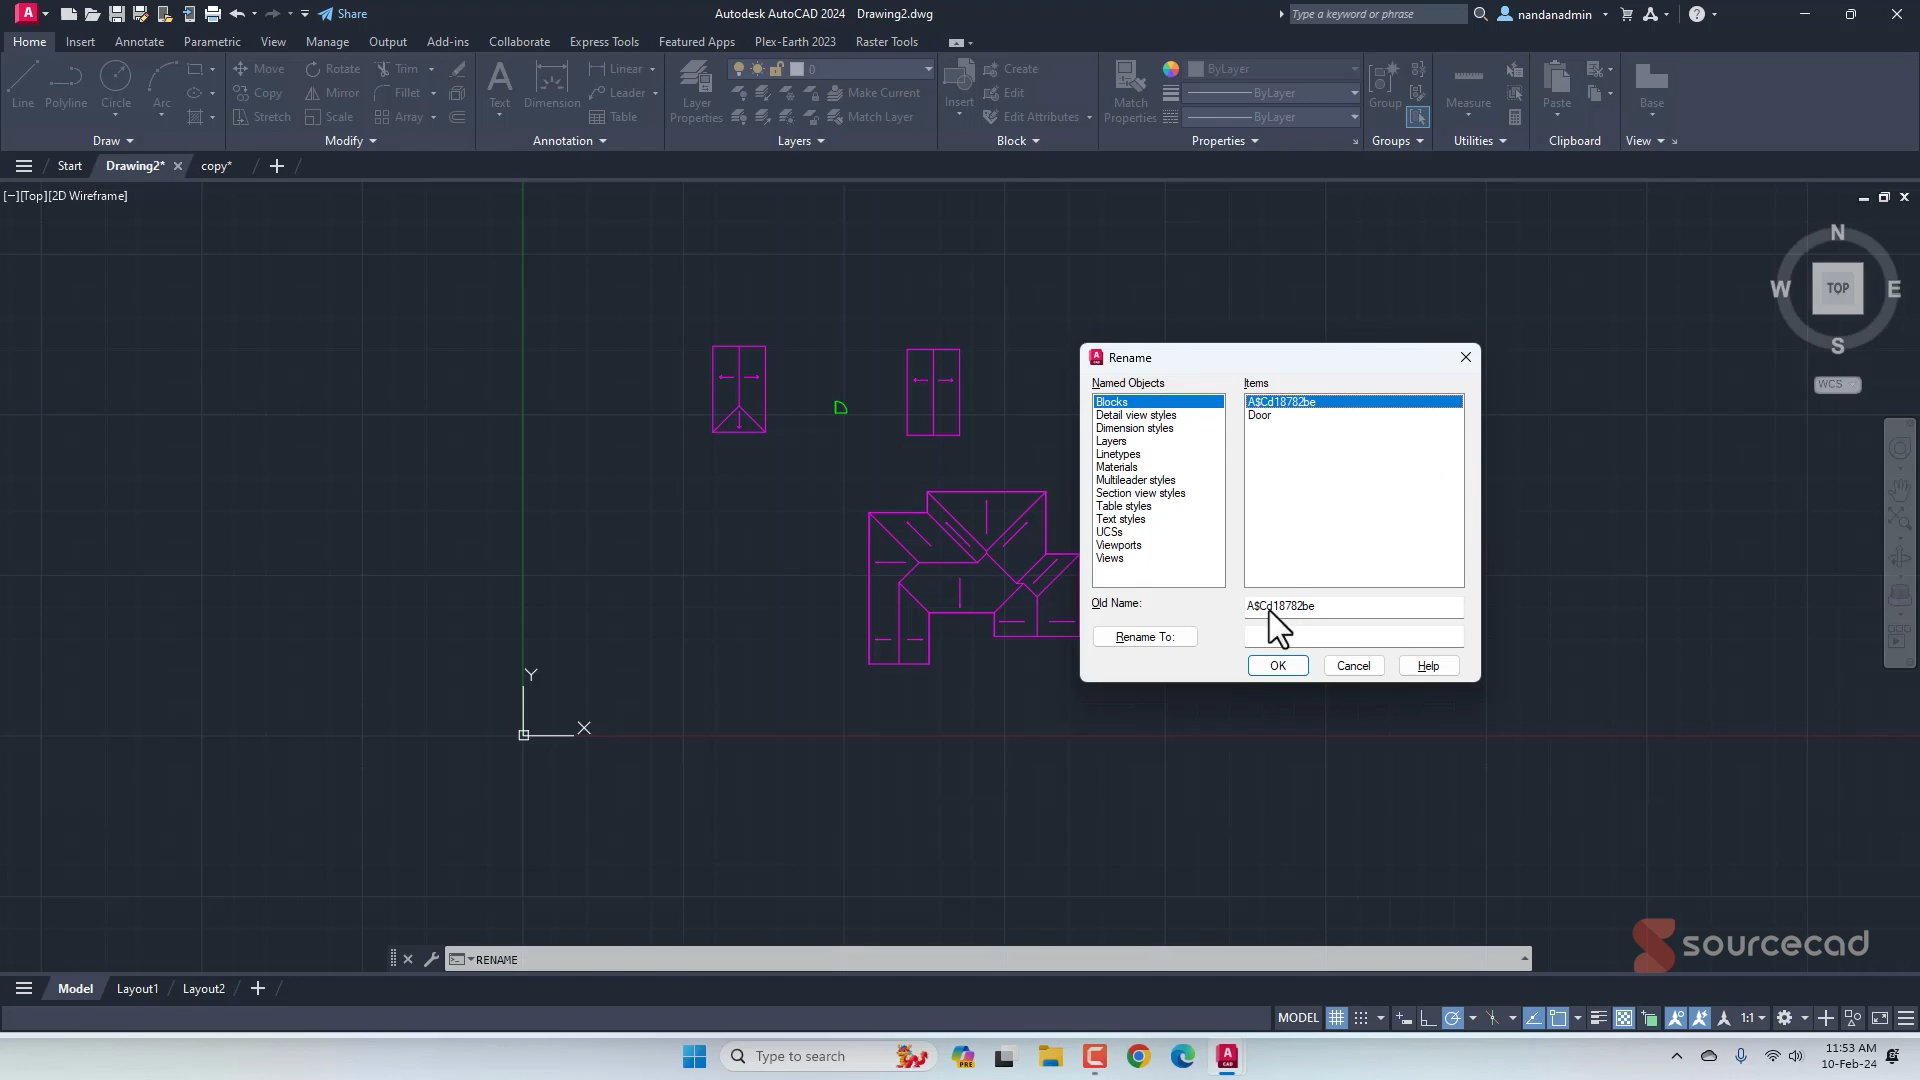 Share
Autodesk AutoCAD 2024 Drawing2.dwg
Type a keyword or phrase
nandanadmin
Home Insert Annotate Parametric View Manage Output Add-ins Collaborate Express Tools Featured Apps Plex-Earth 2023 Raster Tools
Line Polyline Circle Arc
Move Rotate Trim
Copy Mirror Fillet
Stretch Scale Array
Text Dimension
Linear
Leader
Table
Layer Properties
0
Make Current
Match Layer
Insert
Create
Edit
Edit Attributes
Match Properties
ByLayer
ByLayer
ByLayer
Group
Measure
Paste
Base
Draw Modify Annotation Layers Block Properties Groups Utilities Clipboard View
Start Drawing2* copy*
[−][Top][2D Wireframe]
N
W TOP E
S
WCS
Y
X
Rename
Named Objects Items
Blocks
Detail view styles
Dimension styles
Layers
Linetypes
Materials
Multileader styles
Section view styles
Table styles
Text styles
UCSs
Viewports
Views
A$Cd18782be
Door
Old Name: A$Cd18782be
Rename To:
OK Cancel Help
sourcecad
RENAME
Model Layout1 Layout2
MODEL 1:1
Type to search
PRE
11:53 AM
10-Feb-24